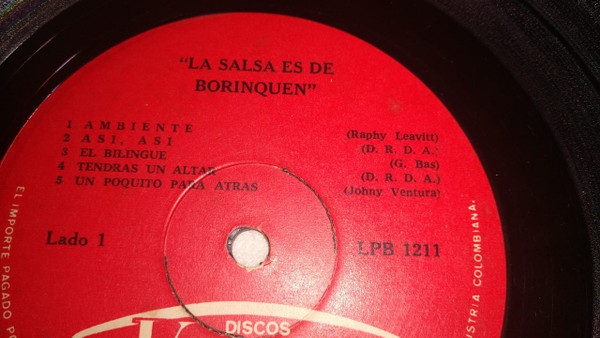 "LA SALSA ES DE
BORINQUEN"
1 AMBIENTE (Raphy Leavitt)
2 ASI, ASI (D. R. D. A.)
3 EL BILINGUE (G. Bas)
4 TENDRAS UN ALTAR (D. R. D. A.)
5 UN POQUITO PARA ATRAS (Johny Ventura)
Lado 1 LPB 1211
EL IMPORTE PAGADO
COLOMBIANA.
DISCOS